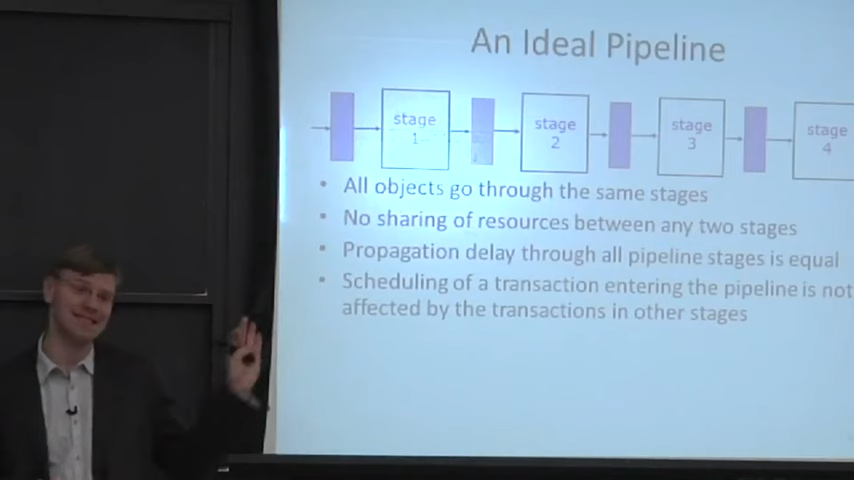 An Ideal Pipeline
stage
1
stage
2
stage
3
stage
4
• All objects go through the same stages
• No sharing of resources between any two stages
• Propagation delay through all pipeline stages is equal
• Scheduling of a transaction entering the pipeline is not
affected by the transactions in other stages